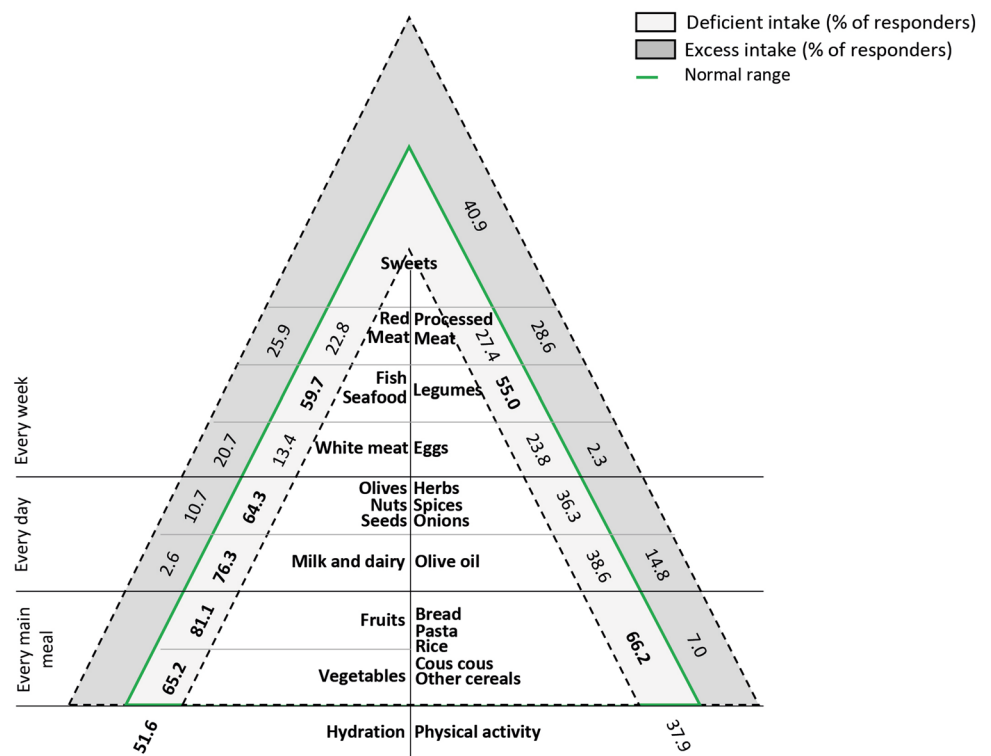 Deficient intake (% of responders)
Excess intake (% of responders)
Normal range
40.9
Sweets
25.9
22.8
Red
Meat
Processed
Meat
27.4
28.6
Every week
59.7
Fish
Seafood
Legumes
55.0
20.7
13.4
White meat
Eggs
23.8
2.3
Every day
10.7
64.3
Olives
Nuts
Seeds
Herbs
Spices
Onions
36.3
2.6
76.3
Milk and dairy
Olive oil
38.6
14.8
Every main
meal
81.1
Fruits
Bread
Pasta
Rice
Cous cous
Other cereals
66.2
7.0
65.2
Vegetables
51.6
Hydration
Physical activity
37.9